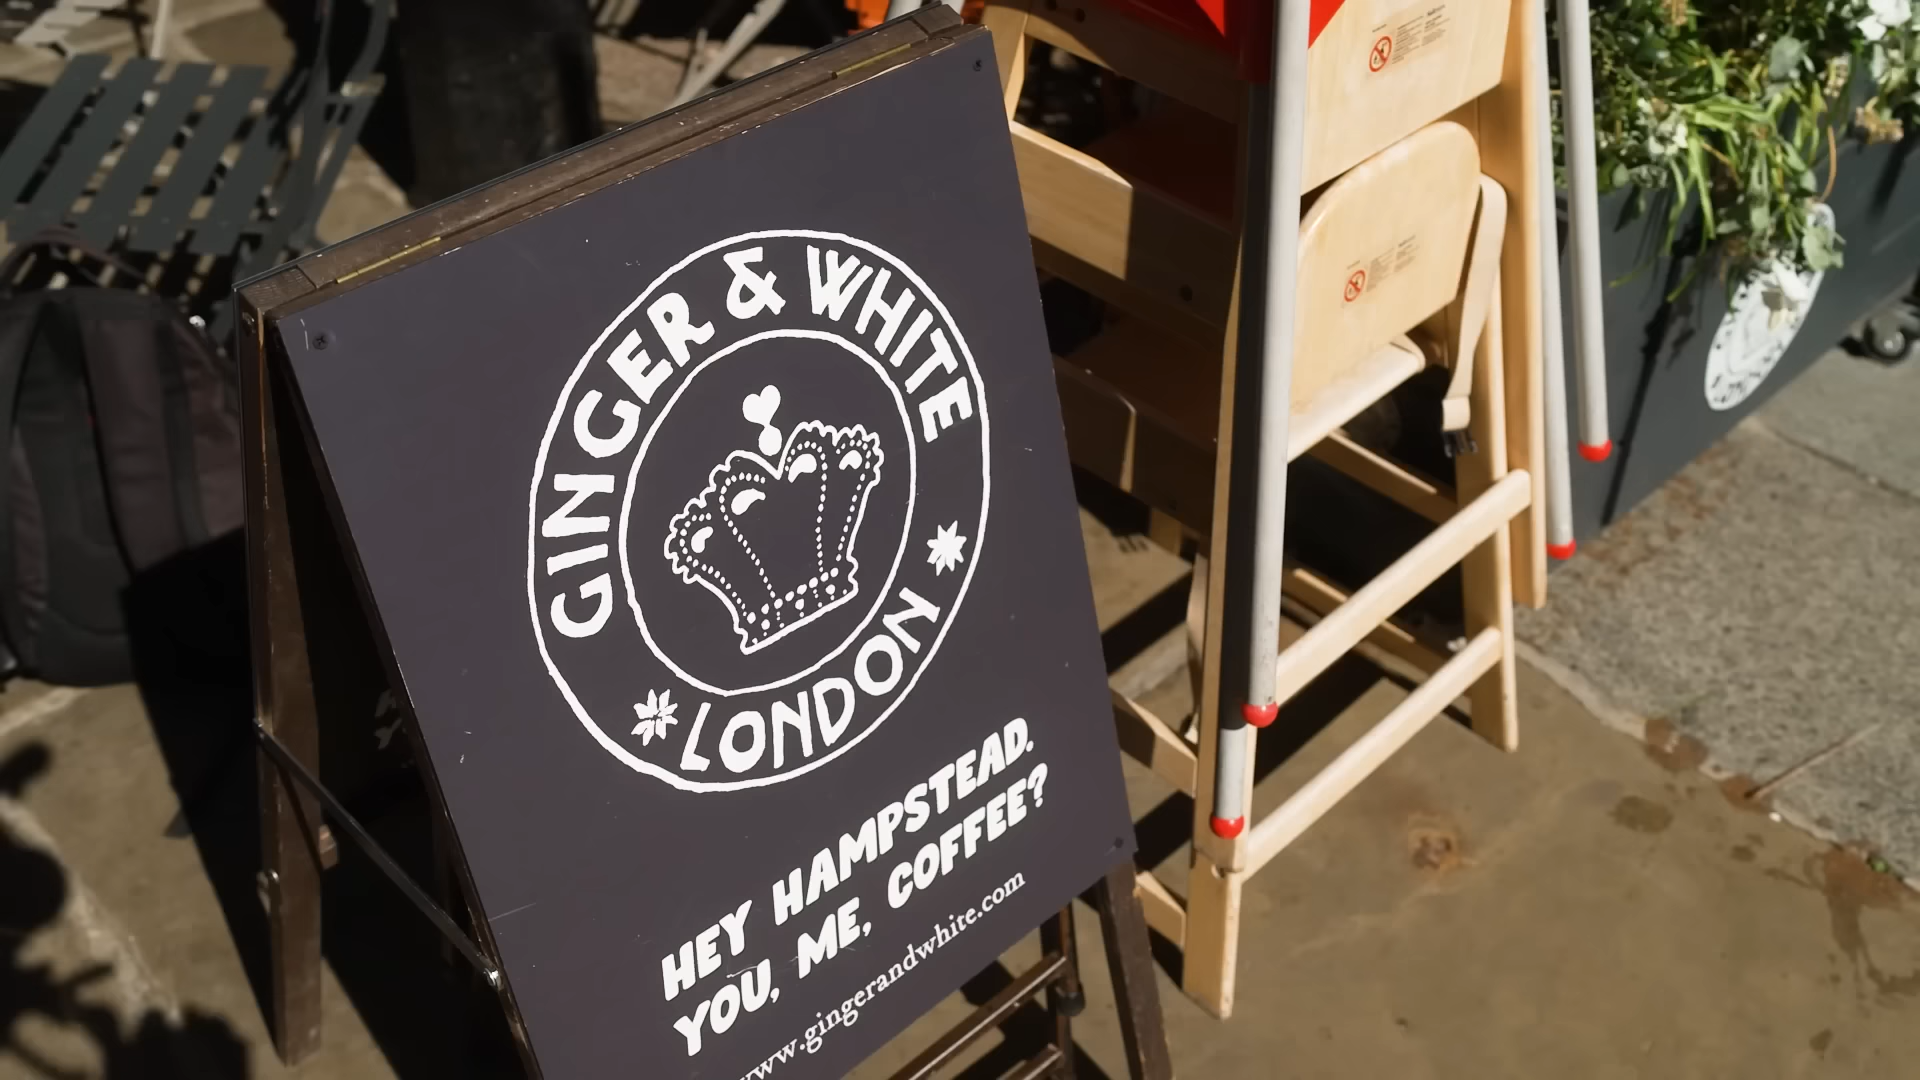 GINGER & WHITE
LONDON
HEY HAMPSTEAD.
YOU, ME, COFFEE?
www.gingerandwhite.com